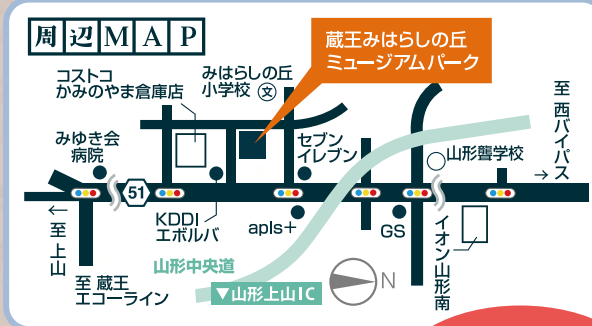 周辺MAP
蔵王みはらしの丘
ミュージアムパーク
コストコ
かみのやま倉庫店
みはらしの丘
小学校 文
至 西バイパス
みゆき会
病院
セブン
イレブン
山形聾学校
→
51
←
至 上山
KDDI
エボルバ
apls+
GS
イオン山形南
山形中央道
至 蔵王
エコーライン
▼山形上山IC
N